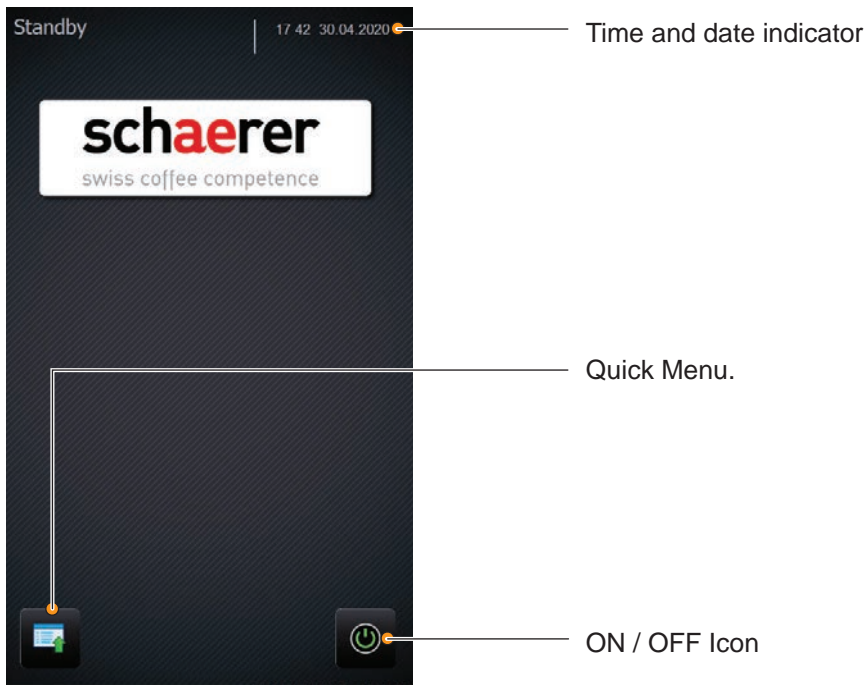 Standby
17 42 30.04.2020
Time and date indicator
schaerer
swiss coffee competence
Quick Menu.
ON / OFF Icon